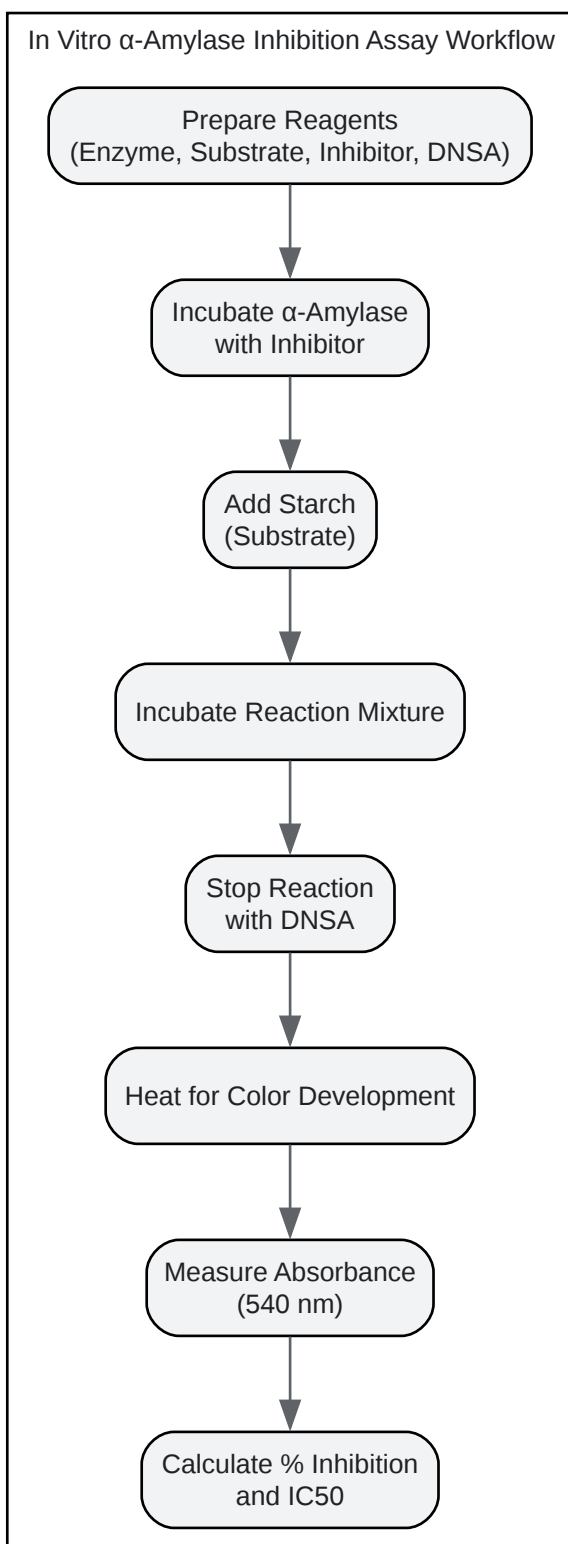 In Vitro α-Amylase Inhibition Assay Workflow
Prepare Reagents
(Enzyme, Substrate, Inhibitor, DNSA)
Incubate α-Amylase
with Inhibitor
Add Starch
(Substrate)
Incubate Reaction Mixture
Stop Reaction
with DNSA
Heat for Color Development
Measure Absorbance
(540 nm)
Calculate % Inhibition
and IC50